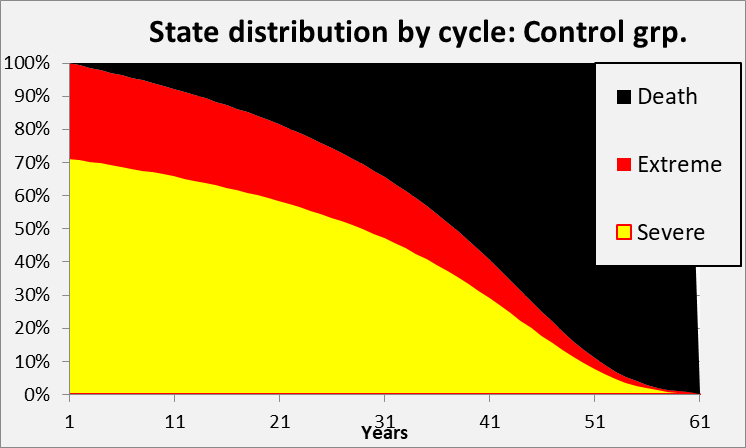 State distribution by cycle: Control grp.
100%
90%
80%
70%
60%
50%
40%
30%
20%
10%
0%
Death
Extreme
Severe
1 11 21 31 41 51 61
Years